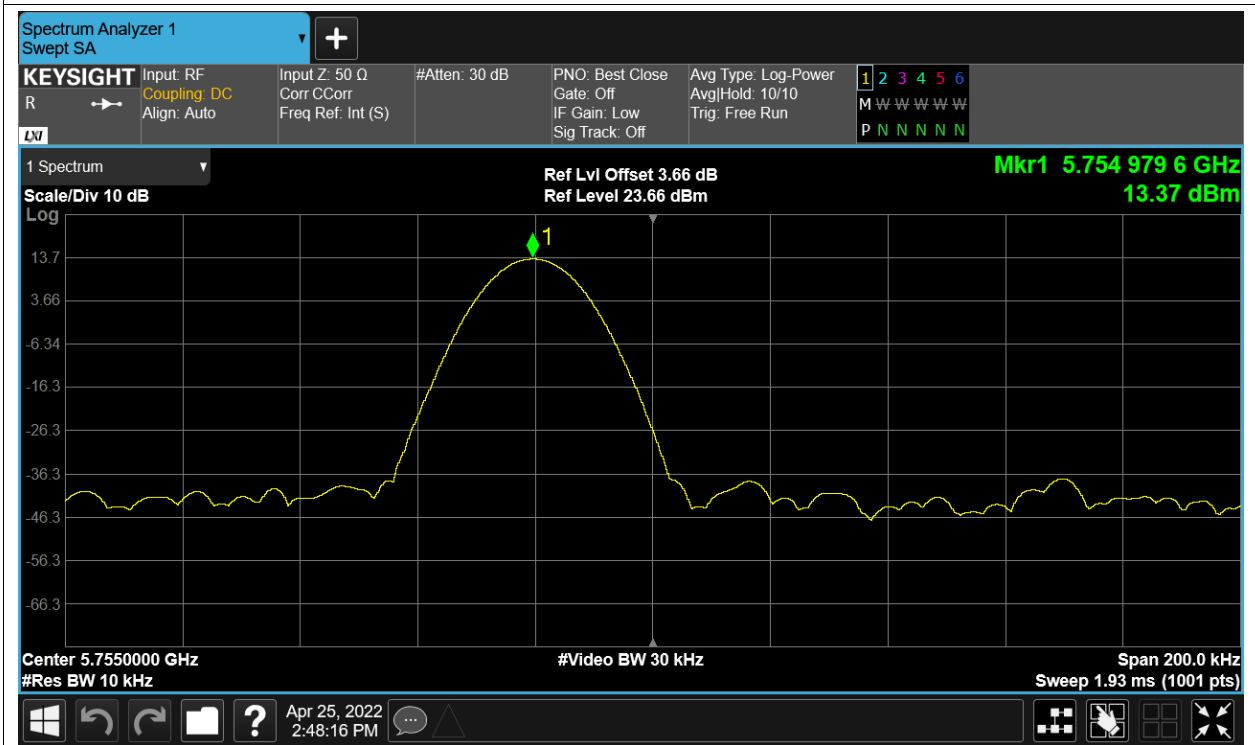 Spectrum Analyzer 1
Swept SA
KEYSIGHT
R
LXI
Input: RF
Coupling: DC
Align: Auto
Input Z: 50 Ω
Corr CCorr
Freq Ref: Int (S)
#Atten: 30 dB
PNO: Best Close
Gate: Off
IF Gain: Low
Sig Track: Off
Avg Type: Log-Power
Avg|Hold: 10/10
Trig: Free Run
1 2 3 4 5 6
M W W W W W
P N N N N N
1 Spectrum
Scale/Div 10 dB
Log
Ref Lvl Offset 3.66 dB
Ref Level 23.66 dBm
Mkr1 5.754 979 6 GHz
13.37 dBm
1
13.7
3.66
-6.34
-16.3
-26.3
-36.3
-46.3
-56.3
-66.3
Center 5.7550000 GHz
#Res BW 10 kHz
#Video BW 30 kHz
Span 200.0 kHz
Sweep 1.93 ms (1001 pts)
?
Apr 25, 2022
2:48:16 PM